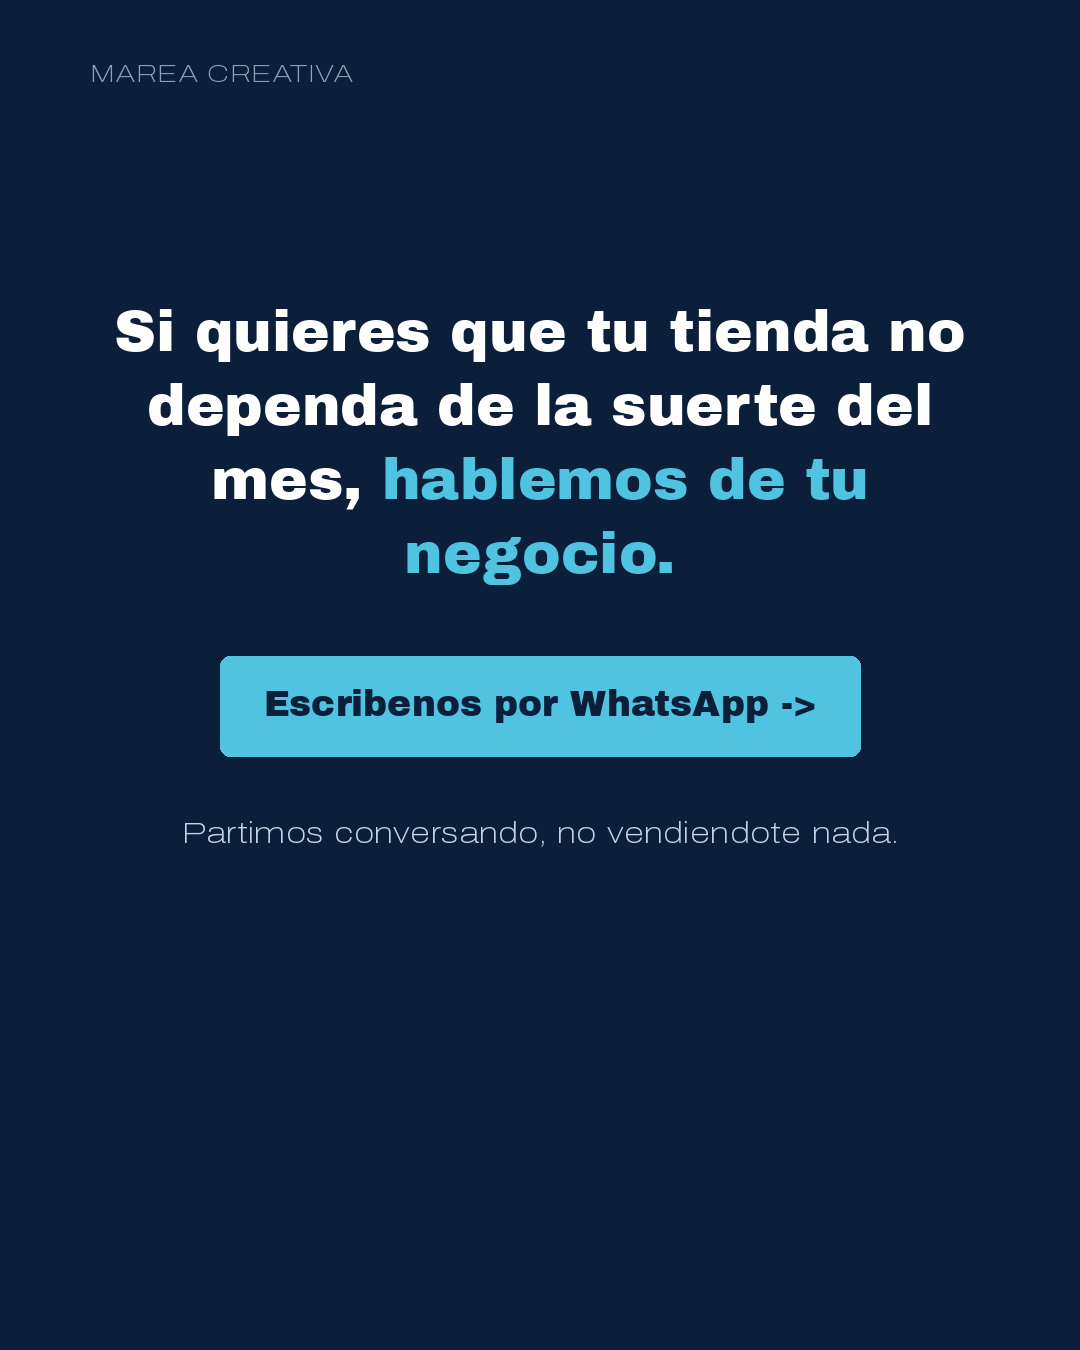 MAREA CREATIVA
Si quieres que tu tienda no
dependa de la suerte del
mes, hablemos de tu
negocio.
Escribenos por WhatsApp ->
Partimos conversando, no vendiendote nada.